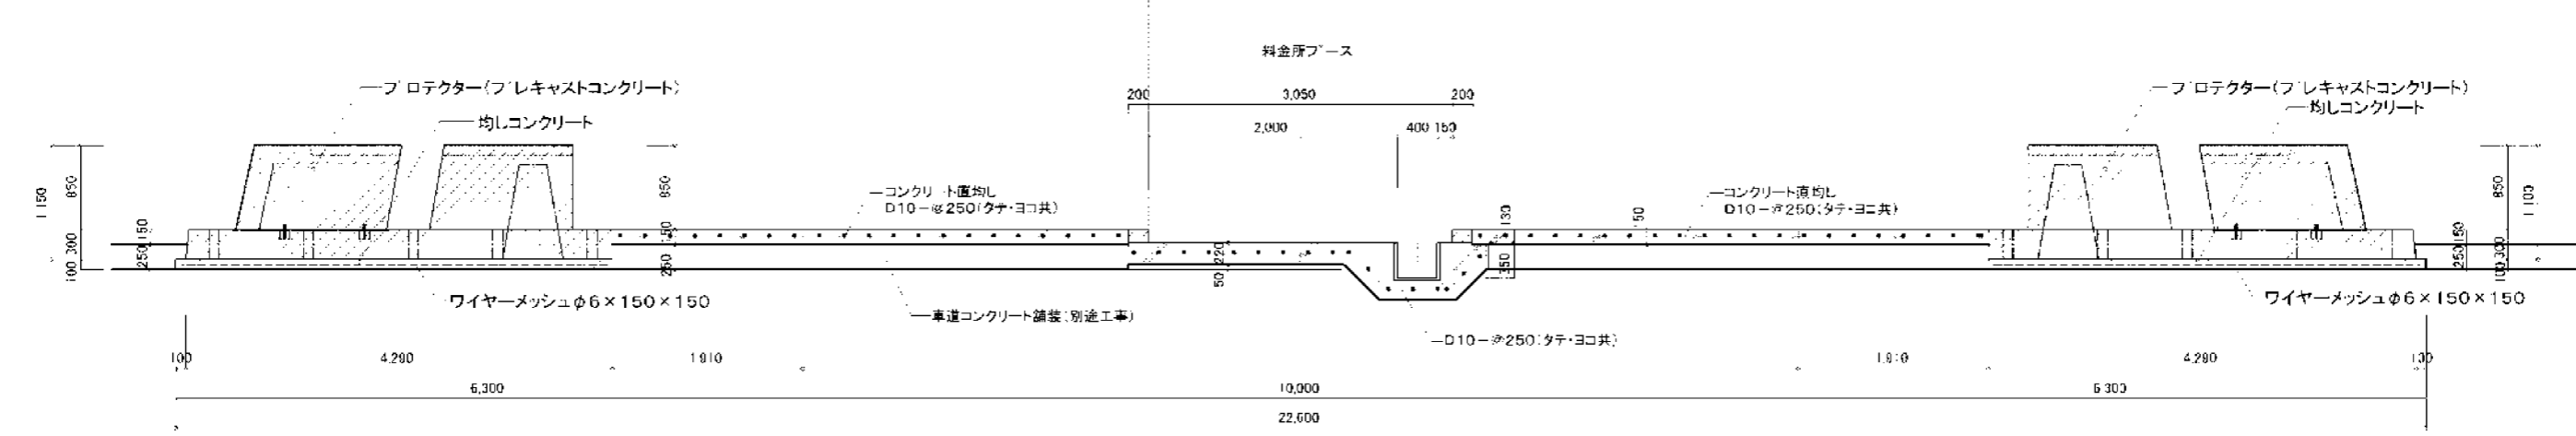 料金所ブース
プロテクター(プレキャストコンクリート)
均しコンクリート
プロテクター(プレキャストコンクリート)
均しコンクリート
200
3,050
200
2,000
400
150
コンクリート直均し
D10-@250(タテ・ヨコ共)
コンクリート直均し
D10-@250(タテ・ヨコ共)
1,150
850
300
100
150
250
850
150
250
220
50
130
350
150
250
100
300
850
1,100
ワイヤーメッシュφ6×150×150
ワイヤーメッシュφ6×150×150
車道コンクリート舗装(別途工事)
D10-@250(タテ・ヨコ共)
100
4,290
1,910
1,910
4,290
100
6,300
10,000
6,300
22,600